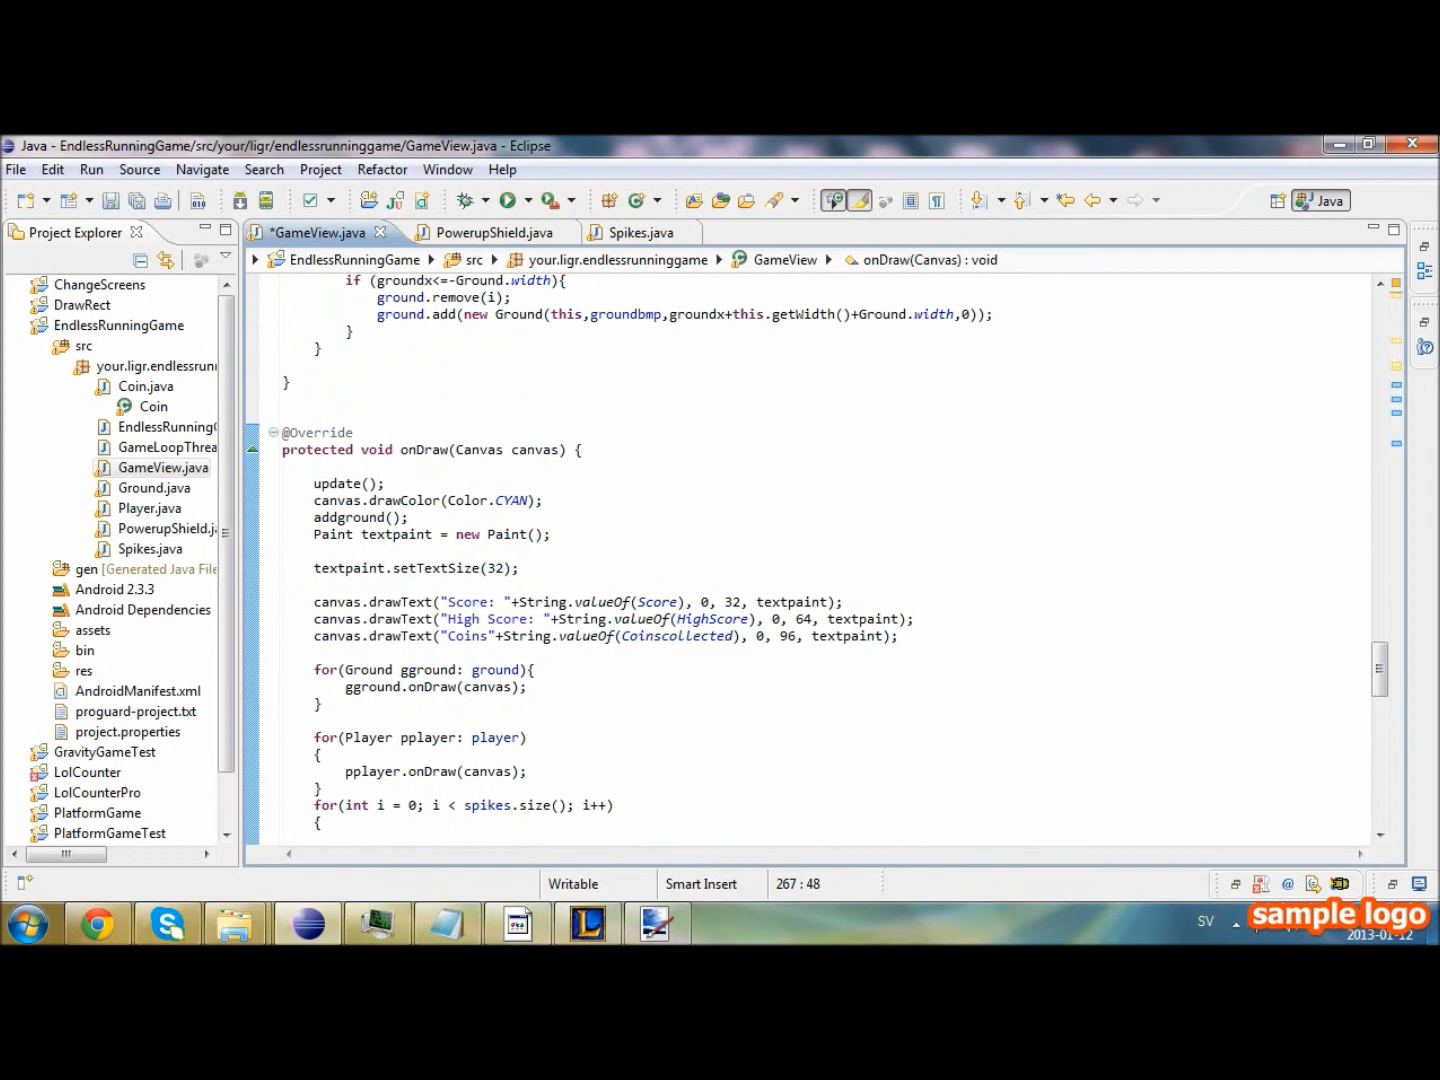 Java - EndlessRunningGame/src/your/ligr/endlessrunninggame/GameView.java - Eclipse
File Edit Run Source Navigate Search Project Refactor Window Help
Java
Project Explorer
*GameView.java PowerupShield.java Spikes.java
EndlessRunningGame src your.ligr.endlessrunninggame GameView onDraw(Canvas) : void
ChangeScreens
DrawRect
EndlessRunningGame
src
your.ligr.endlessrunn
Coin.java
Coin
EndlessRunningG
GameLoopThrea
GameView.java
Ground.java
Player.java
PowerupShield.ja
Spikes.java
gen [Generated Java File
Android 2.3.3
Android Dependencies
assets
bin
res
AndroidManifest.xml
proguard-project.txt
project.properties
GravityGameTest
LolCounter
LolCounterPro
PlatformGame
PlatformGameTest
if (groundx<=-Ground.width){
ground.remove(i);
ground.add(new Ground(this,groundbmp,groundx+this.getWidth()+Ground.width,0));
}
}
}
@Override
protected void onDraw(Canvas canvas) {
update();
canvas.drawColor(Color.CYAN);
addground();
Paint textpaint = new Paint();
textpaint.setTextSize(32);
canvas.drawText("Score: "+String.valueOf(Score), 0, 32, textpaint);
canvas.drawText("High Score: "+String.valueOf(HighScore), 0, 64, textpaint);
canvas.drawText("Coins"+String.valueOf(Coinscollected), 0, 96, textpaint);
for(Ground gground: ground){
gground.onDraw(canvas);
}
for(Player pplayer: player)
{
pplayer.onDraw(canvas);
}
for(int i = 0; i < spikes.size(); i++)
{
Writable Smart Insert 267 : 48
SV
sample logo
2013-01-12